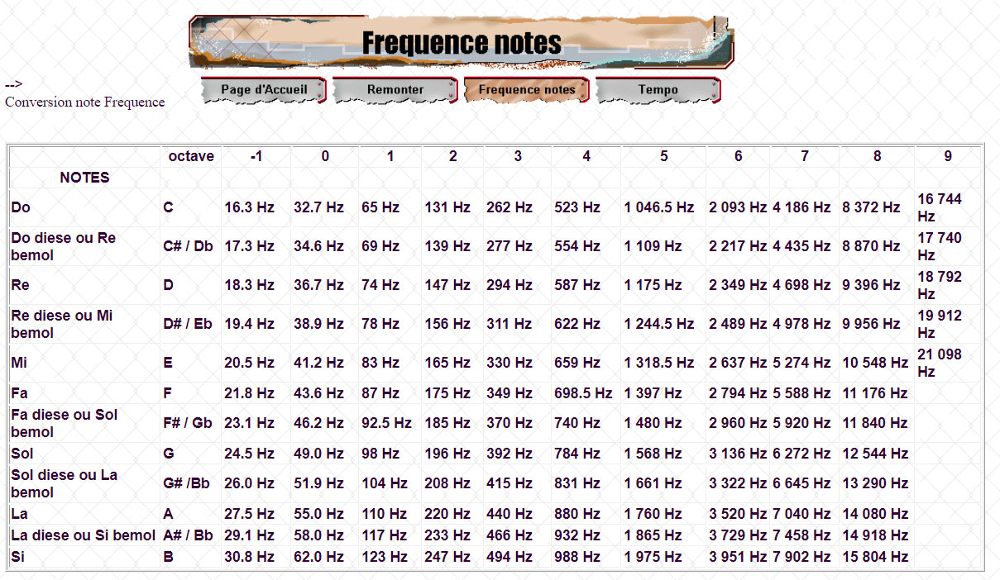 Frequence notes
Page d'Accueil Remonter Frequence notes Tempo
-->
Conversion note Frequence
octave -1 0 1 2 3 4 5 6 7 8 9
NOTES
Do C 16.3 Hz 32.7 Hz 65 Hz 131 Hz 262 Hz 523 Hz 1 046.5 Hz 2 093 Hz 4 186 Hz 8 372 Hz 16 744 Hz
Do diese ou Re bemol C# / Db 17.3 Hz 34.6 Hz 69 Hz 139 Hz 277 Hz 554 Hz 1 109 Hz 2 217 Hz 4 435 Hz 8 870 Hz 17 740 Hz
Re D 18.3 Hz 36.7 Hz 74 Hz 147 Hz 294 Hz 587 Hz 1 175 Hz 2 349 Hz 4 698 Hz 9 396 Hz 18 792 Hz
Re diese ou Mi bemol D# / Eb 19.4 Hz 38.9 Hz 78 Hz 156 Hz 311 Hz 622 Hz 1 244.5 Hz 2 489 Hz 4 978 Hz 9 956 Hz 19 912 Hz
Mi E 20.5 Hz 41.2 Hz 83 Hz 165 Hz 330 Hz 659 Hz 1 318.5 Hz 2 637 Hz 5 274 Hz 10 548 Hz 21 098 Hz
Fa F 21.8 Hz 43.6 Hz 87 Hz 175 Hz 349 Hz 698.5 Hz 1 397 Hz 2 794 Hz 5 588 Hz 11 176 Hz
Fa diese ou Sol bemol F# / Gb 23.1 Hz 46.2 Hz 92.5 Hz 185 Hz 370 Hz 740 Hz 1 480 Hz 2 960 Hz 5 920 Hz 11 840 Hz
Sol G 24.5 Hz 49.0 Hz 98 Hz 196 Hz 392 Hz 784 Hz 1 568 Hz 3 136 Hz 6 272 Hz 12 544 Hz
Sol diese ou La bemol G# /Bb 26.0 Hz 51.9 Hz 104 Hz 208 Hz 415 Hz 831 Hz 1 661 Hz 3 322 Hz 6 645 Hz 13 290 Hz
La A 27.5 Hz 55.0 Hz 110 Hz 220 Hz 440 Hz 880 Hz 1 760 Hz 3 520 Hz 7 040 Hz 14 080 Hz
La diese ou Si bemol A# / Bb 29.1 Hz 58.0 Hz 117 Hz 233 Hz 466 Hz 932 Hz 1 865 Hz 3 729 Hz 7 458 Hz 14 918 Hz
Si B 30.8 Hz 62.0 Hz 123 Hz 247 Hz 494 Hz 988 Hz 1 975 Hz 3 951 Hz 7 902 Hz 15 804 Hz